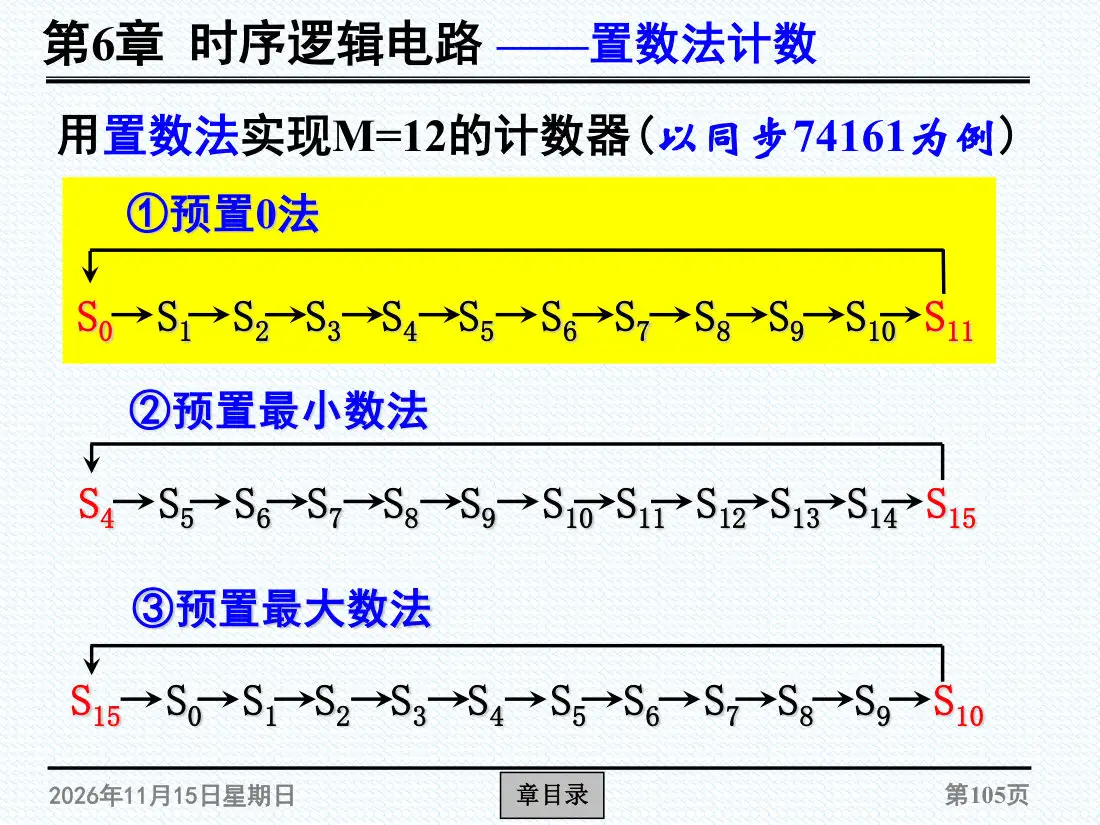 第6章 时序逻辑电路 ——置数法计数
用置数法实现M=12的计数器(以同步74161为例)
①预置0法
S0→S1→S2→S3→S4→S5→S6→S7→S8→S9→S10→S11
②预置最小数法
S4→S5→S6→S7→S8→S9→S10→S11→S12→S13→S14→S15
③预置最大数法
S15→S0→S1→S2→S3→S4→S5→S6→S7→S8→S9→S10
2026年11月15日星期日 章目录 第105页